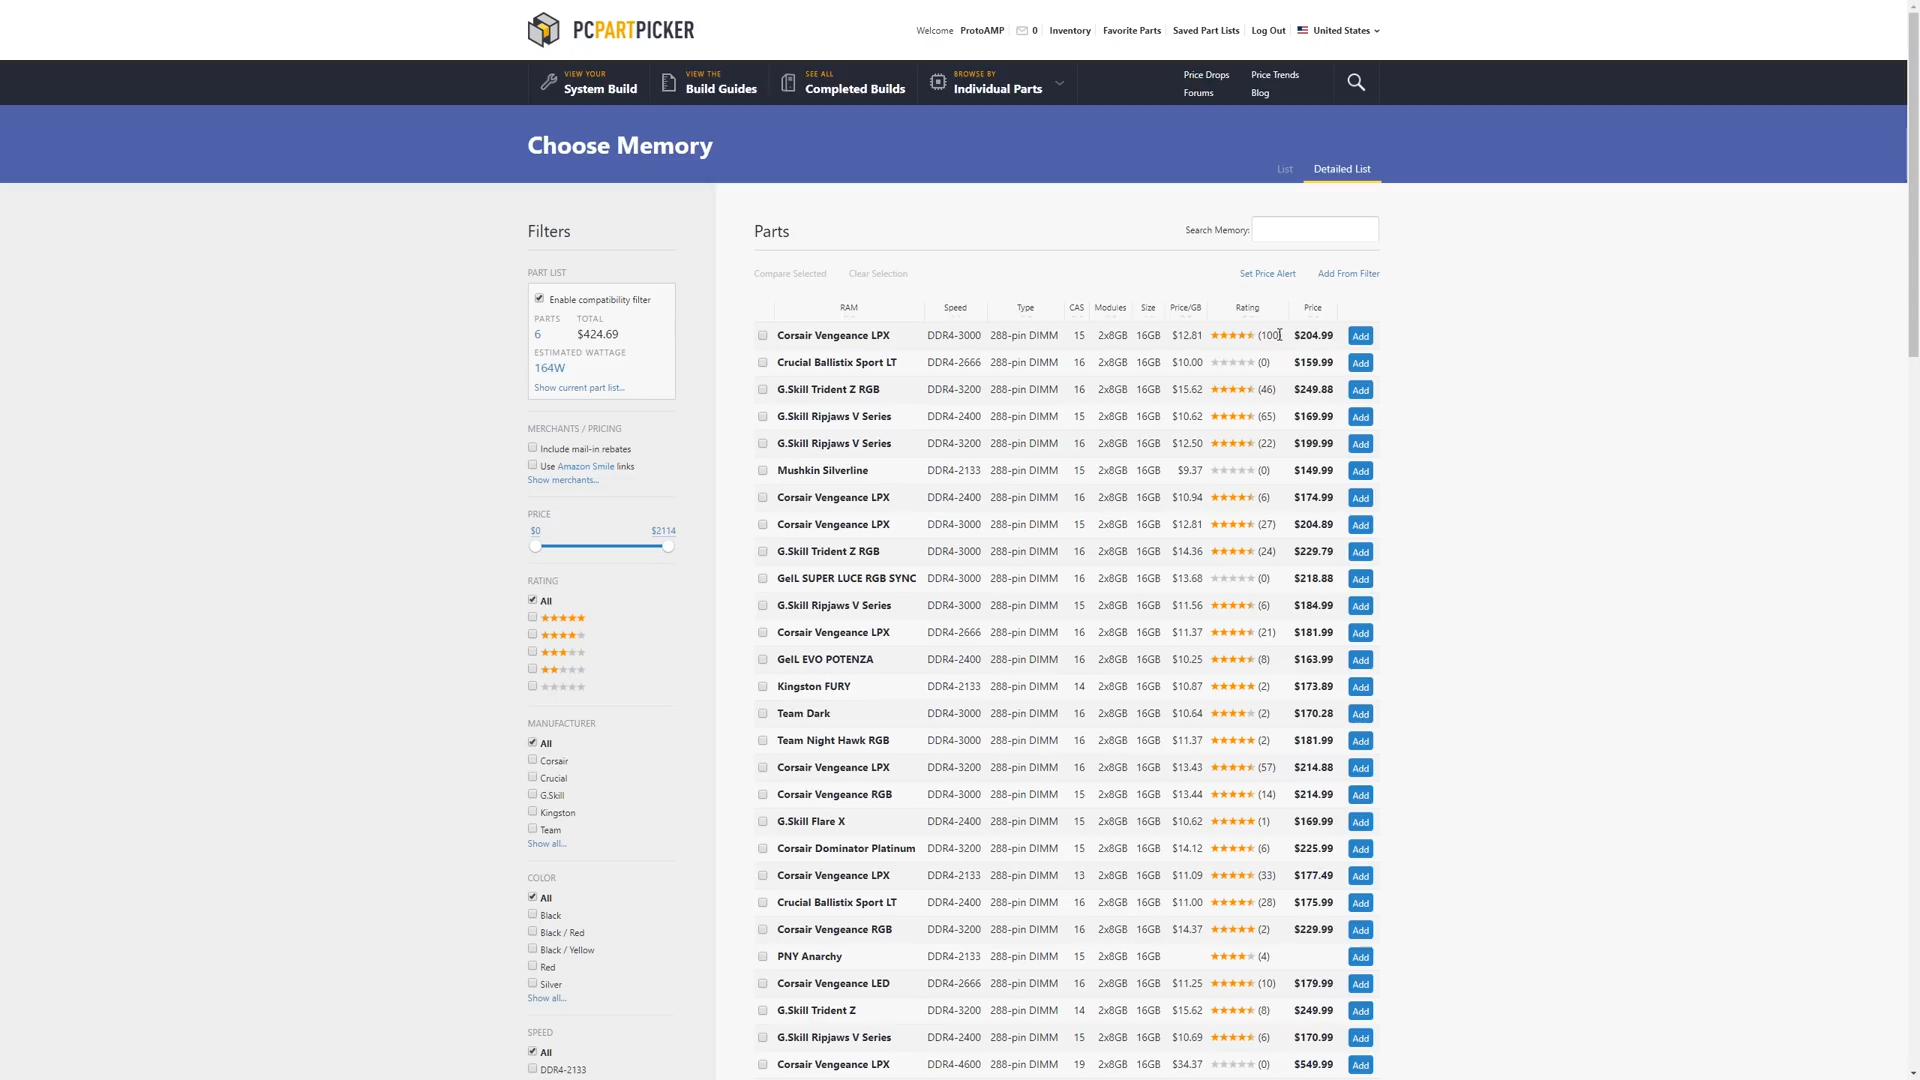 PCPARTPICKER
Welcome ProtoAMP 0 Inventory Favorite Parts Saved Part Lists Log Out United States
VIEW YOUR
System Build
VIEW THE
Build Guides
SEE ALL
Completed Builds
BROWSE BY
Individual Parts
Price Drops Price Trends
Forums Blog
Choose Memory
List Detailed List
Filters
PART LIST
Enable compatibility filter
PARTS TOTAL
6 $424.69
ESTIMATED WATTAGE
164W
Show current part list...
MERCHANTS / PRICING
Include mail-in rebates
Use Amazon Smile links
Show merchants...
PRICE
$0 $2114
RATING
All
MANUFACTURER
All
Corsair
Crucial
G.Skill
Kingston
Team
Show all...
COLOR
All
Black
Black / Red
Black / Yellow
Red
Silver
Show all...
SPEED
All
DDR4-2133
Parts
Search Memory:
Compare Selected Clear Selection Set Price Alert Add From Filter
RAM Speed Type CAS Modules Size Price/GB Rating Price
Corsair Vengeance LPX DDR4-3000 288-pin DIMM 15 2x8GB 16GB $12.81 (100) $204.99 Add
Crucial Ballistix Sport LT DDR4-2666 288-pin DIMM 16 2x8GB 16GB $10.00 (0) $159.99 Add
G.Skill Trident Z RGB DDR4-3200 288-pin DIMM 16 2x8GB 16GB $15.62 (46) $249.88 Add
G.Skill Ripjaws V Series DDR4-2400 288-pin DIMM 15 2x8GB 16GB $10.62 (65) $169.99 Add
G.Skill Ripjaws V Series DDR4-3200 288-pin DIMM 16 2x8GB 16GB $12.50 (22) $199.99 Add
Mushkin Silverline DDR4-2133 288-pin DIMM 15 2x8GB 16GB $9.37 (0) $149.99 Add
Corsair Vengeance LPX DDR4-2400 288-pin DIMM 16 2x8GB 16GB $10.94 (6) $174.99 Add
Corsair Vengeance LPX DDR4-3000 288-pin DIMM 15 2x8GB 16GB $12.81 (27) $204.89 Add
G.Skill Trident Z RGB DDR4-3000 288-pin DIMM 16 2x8GB 16GB $14.36 (24) $229.79 Add
GeIL SUPER LUCE RGB SYNC DDR4-3000 288-pin DIMM 16 2x8GB 16GB $13.68 (0) $218.88 Add
G.Skill Ripjaws V Series DDR4-3000 288-pin DIMM 15 2x8GB 16GB $11.56 (6) $184.99 Add
Corsair Vengeance LPX DDR4-2666 288-pin DIMM 16 2x8GB 16GB $11.37 (21) $181.99 Add
GeIL EVO POTENZA DDR4-2400 288-pin DIMM 16 2x8GB 16GB $10.25 (8) $163.99 Add
Kingston FURY DDR4-2133 288-pin DIMM 14 2x8GB 16GB $10.87 (2) $173.89 Add
Team Dark DDR4-3000 288-pin DIMM 16 2x8GB 16GB $10.64 (2) $170.28 Add
Team Night Hawk RGB DDR4-3000 288-pin DIMM 16 2x8GB 16GB $11.37 (2) $181.99 Add
Corsair Vengeance LPX DDR4-3200 288-pin DIMM 16 2x8GB 16GB $13.43 (57) $214.88 Add
Corsair Vengeance RGB DDR4-3000 288-pin DIMM 15 2x8GB 16GB $13.44 (14) $214.99 Add
G.Skill Flare X DDR4-2400 288-pin DIMM 15 2x8GB 16GB $10.62 (1) $169.99 Add
Corsair Dominator Platinum DDR4-3200 288-pin DIMM 16 2x8GB 16GB $14.12 (6) $225.99 Add
Corsair Vengeance LPX DDR4-2133 288-pin DIMM 13 2x8GB 16GB $11.09 (33) $177.49 Add
Crucial Ballistix Sport LT DDR4-2400 288-pin DIMM 16 2x8GB 16GB $11.00 (28) $175.99 Add
Corsair Vengeance RGB DDR4-3000 288-pin DIMM 16 2x8GB 16GB $14.37 (2) $229.99 Add
PNY Anarchy DDR4-2133 288-pin DIMM 15 2x8GB 16GB (4) Add
Corsair Vengeance LED DDR4-2666 288-pin DIMM 16 2x8GB 16GB $11.25 (10) $179.99 Add
G.Skill Trident Z DDR4-3200 288-pin DIMM 14 2x8GB 16GB $15.62 (8) $249.99 Add
G.Skill Ripjaws V Series DDR4-2400 288-pin DIMM 15 2x8GB 16GB $10.69 (6) $170.99 Add
Corsair Vengeance LPX DDR4-4600 288-pin DIMM 19 2x8GB 16GB $34.37 (0) $549.99 Add